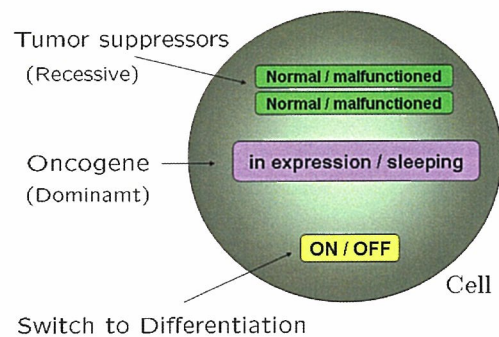 Tumor suppressors
(Recessive)
Normal / malfunctioned
Normal / malfunctioned
Oncogene
(Dominamt)
in expression / sleeping
ON / OFF
Cell
Switch to Differentiation